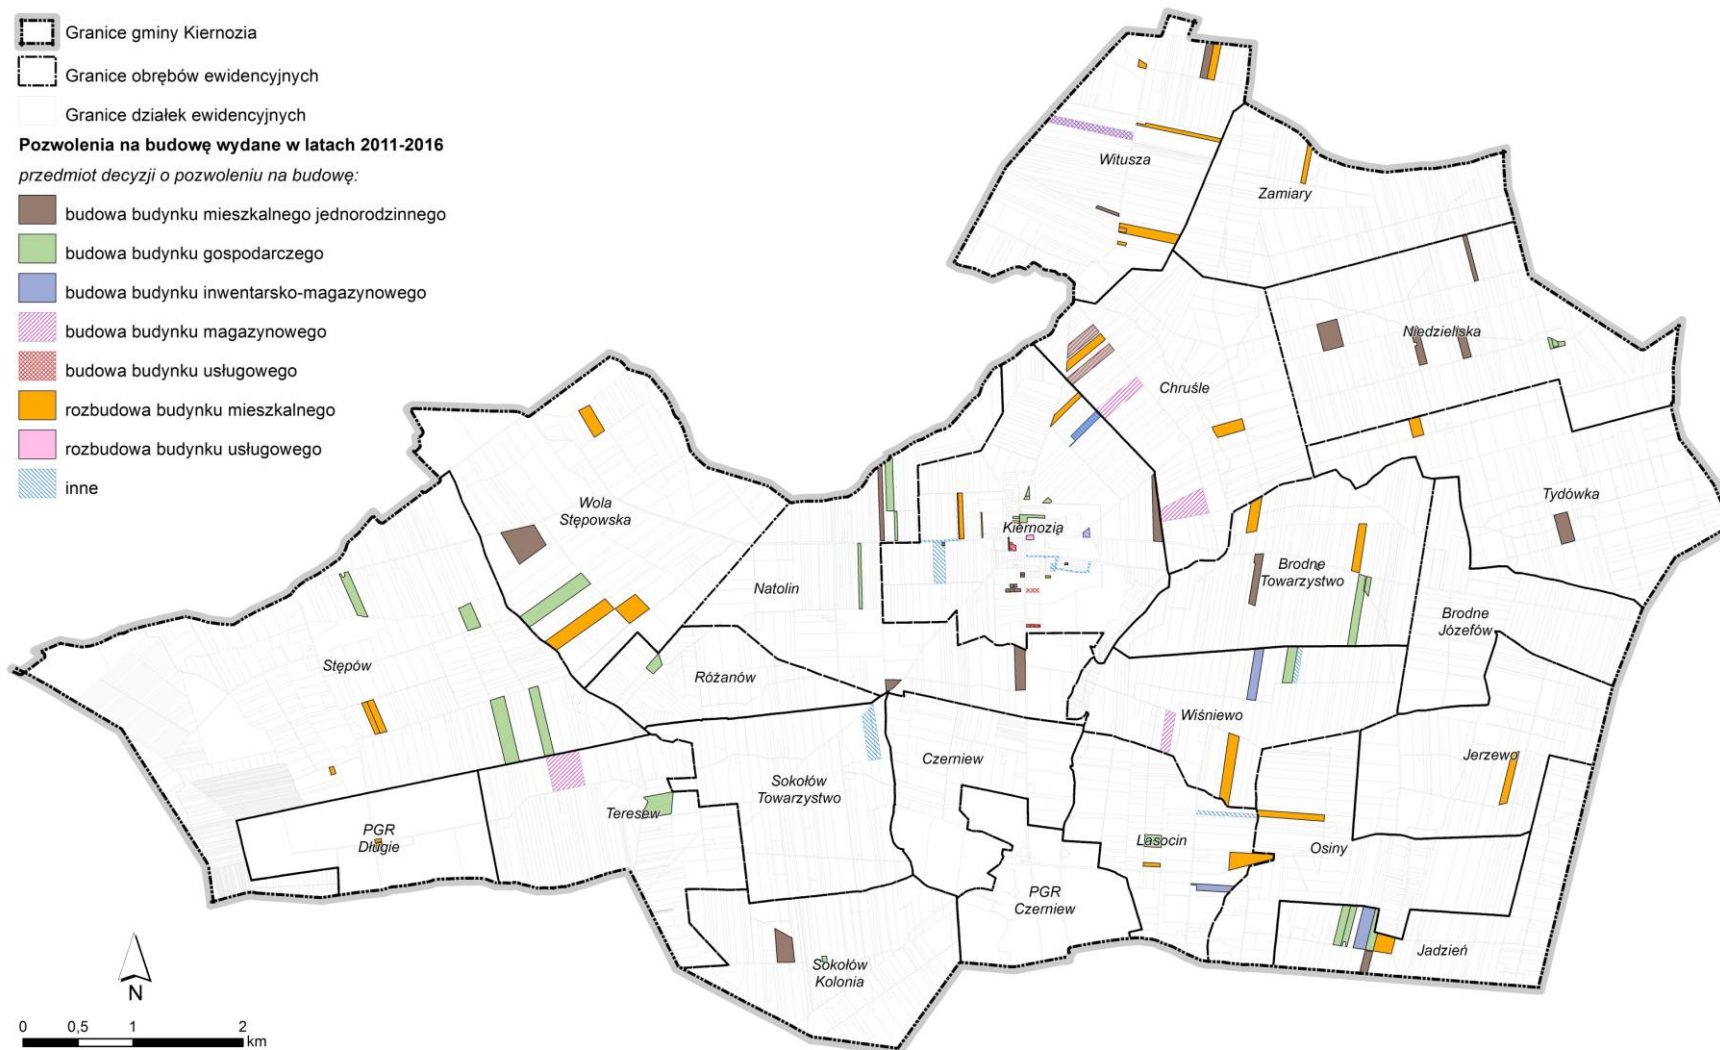 Granice gminy Kiernozia
Granice obrębów ewidencyjnych
Granice działek ewidencyjnych
Pozwolenia na budowę wydane w latach 2011-2016
przedmiot decyzji o pozwoleniu na budowę:
budowa budynku mieszkalnego jednorodzinnego
budowa budynku gospodarczego
budowa budynku inwentarsko-magazynowego
budowa budynku magazynowego
budowa budynku usługowego
rozbudowa budynku mieszkalnego
rozbudowa budynku usługowego
inne
Witusza
Zamiary
Niedzieliska
Chruśle
Tydówka
Wola
Stępowska
Kiernozia
Brodne
Towarzystwo
Natolin
Brodne
Józefów
Stępów
Różanów
Wiśniewo
Czerniew
Jerzewo
Sokołów
Towarzystwo
Teresew
PGR
Długie
Lasocin
Osiny
PGR
Czerniew
Jadzień
Sokołów
Kolonia
N
0 0,5 1 2
km